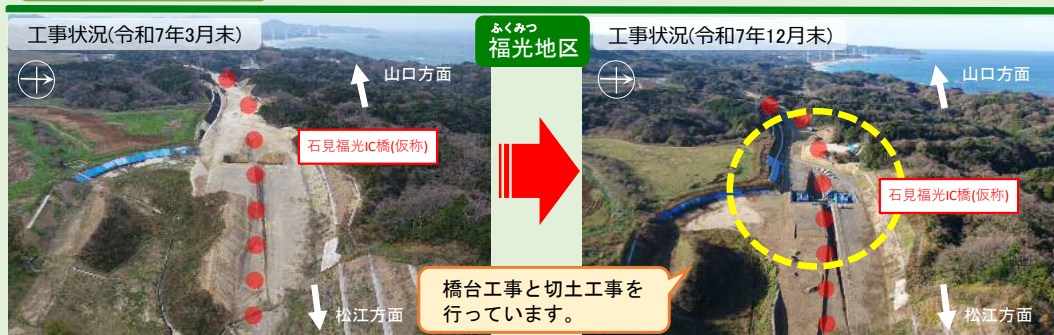 工事状況(令和7年3月末)
山口方面
石見福光IC橋(仮称)
松江方面
ふくみつ
福光地区
工事状況(令和7年12月末)
山口方面
石見福光IC橋(仮称)
松江方面
橋台工事と切土工事を
行っています。